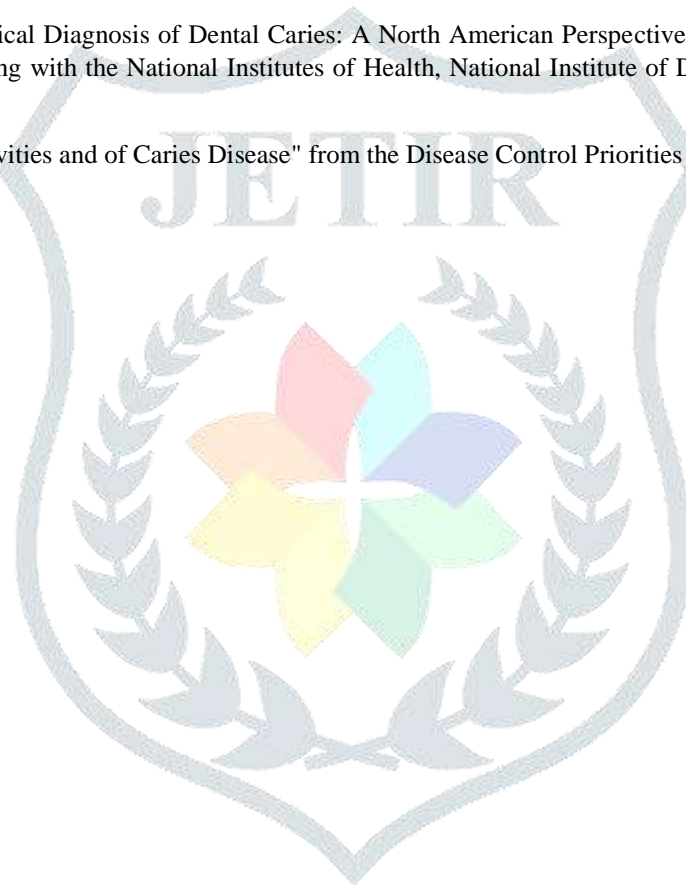 ical Diagnosis of Dental Caries: A North American Perspective
ng with the National Institutes of Health, National Institute of D
vities and of Caries Disease" from the Disease Control Priorities
JETIR